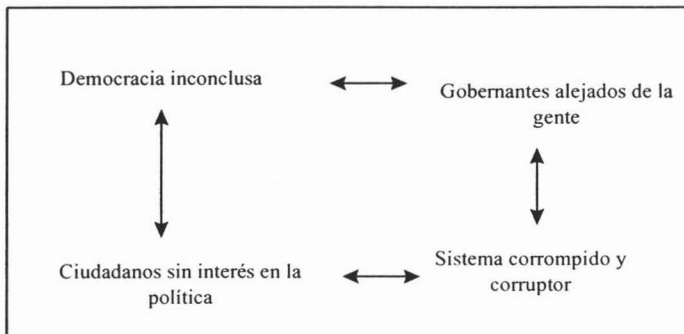 Democracia inconclusa
Gobernantes alejados de la
gente
Ciudadanos sin interés en la
política
Sistema corrompido y
corruptor